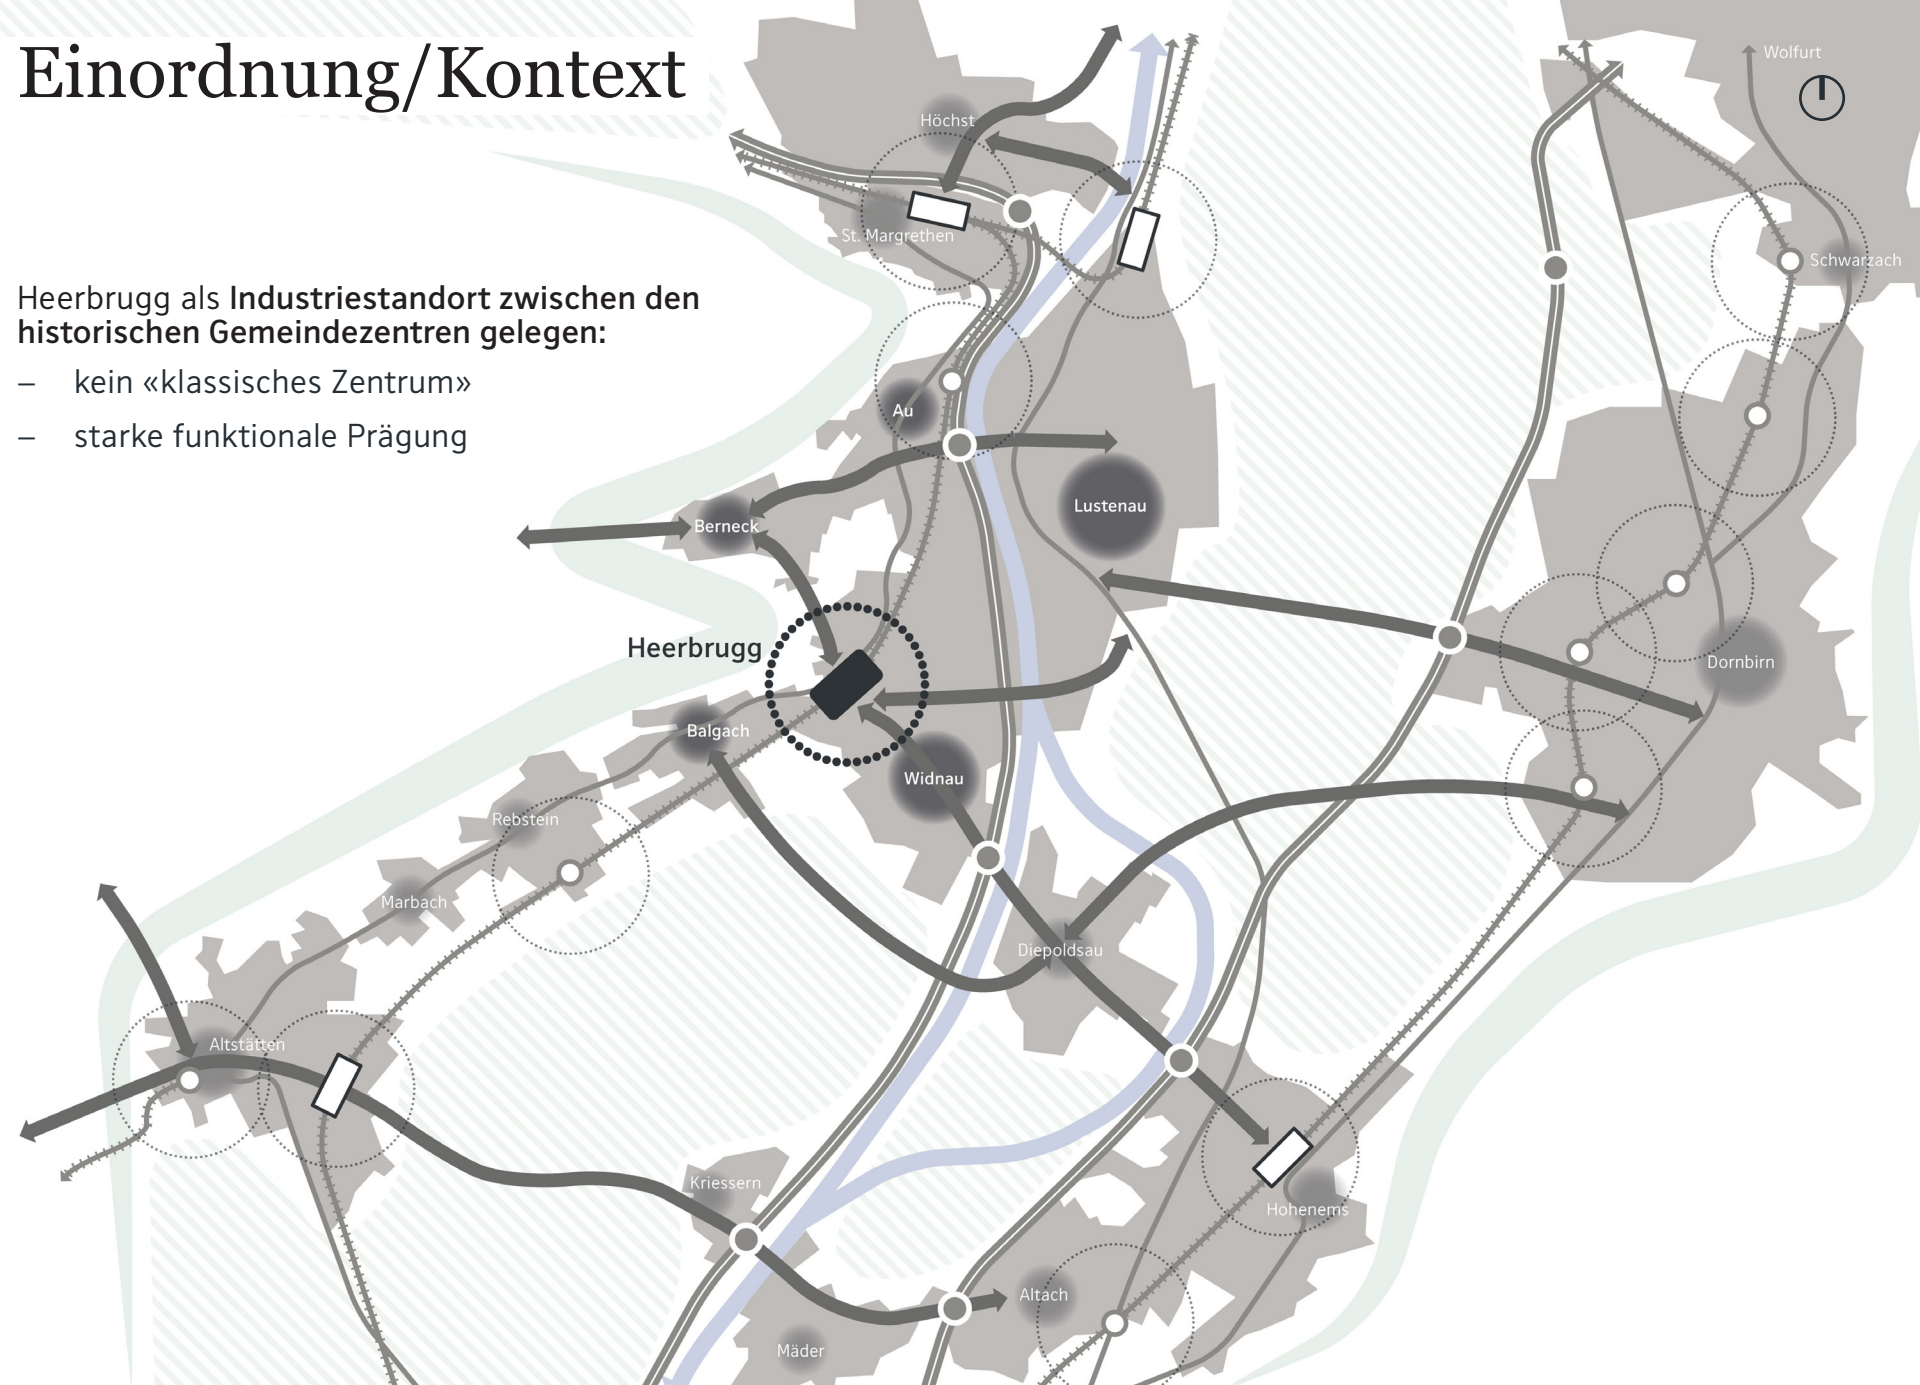 Einordnung/Kontext
Heerbrugg als Industriestandort zwischen den
historischen Gemeindezentren gelegen:
– kein «klassisches Zentrum»
– starke funktionale Prägung
Wolfurt
Höchst
St. Margrethen
Schwarzach
Au
Lustenau
Berneck
Heerbrugg
Dornbirn
Balgach
Widnau
Rebstein
Marbach
Diepoldsau
Altstätten
Kriessern
Hohenems
Altach
Mäder